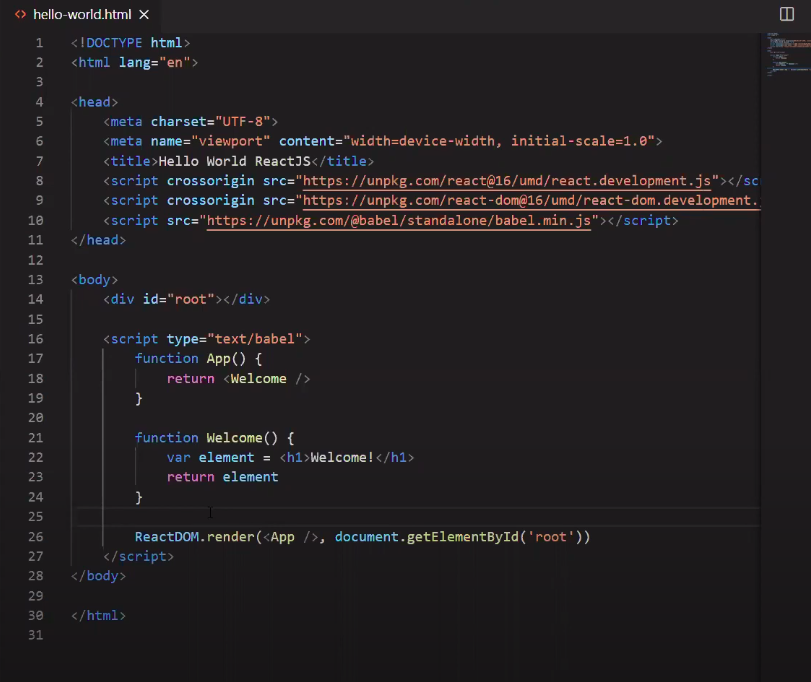 <> hello-world.html ×
1 <!DOCTYPE html>
2 <html lang="en">
3
4 <head>
5     <meta charset="UTF-8">
6     <meta name="viewport" content="width=device-width, initial-scale=1.0">
7     <title>Hello World ReactJS</title>
8     <script crossorigin src="https://unpkg.com/react@16/umd/react.development.js"></sc
9     <script crossorigin src="https://unpkg.com/react-dom@16/umd/react-dom.development.j
10     <script src="https://unpkg.com/@babel/standalone/babel.min.js"></script>
11 </head>
12
13 <body>
14     <div id="root"></div>
15
16     <script type="text/babel">
17         function App() {
18             return <Welcome />
19         }
20
21         function Welcome() {
22             var element = <h1>Welcome!</h1>
23             return element
24         }
25
26         ReactDOM.render(<App />, document.getElementById('root'))
27     </script>
28 </body>
29
30 </html>
31